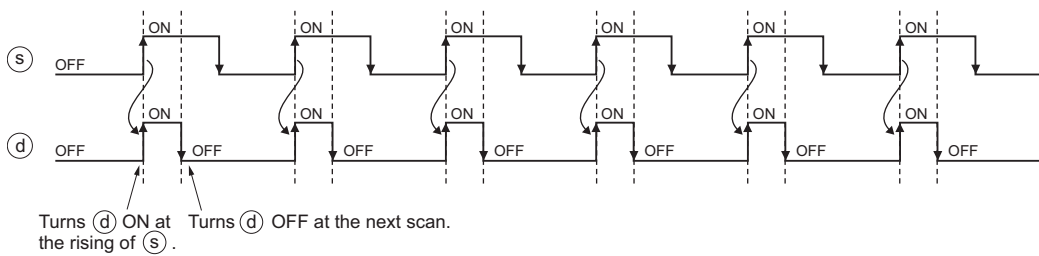 ON ON ON ON ON ON
s OFF
ON ON ON ON ON ON
d OFF OFF OFF OFF OFF OFF OFF
Turns d ON at the rising of s .
Turns d OFF at the next scan.